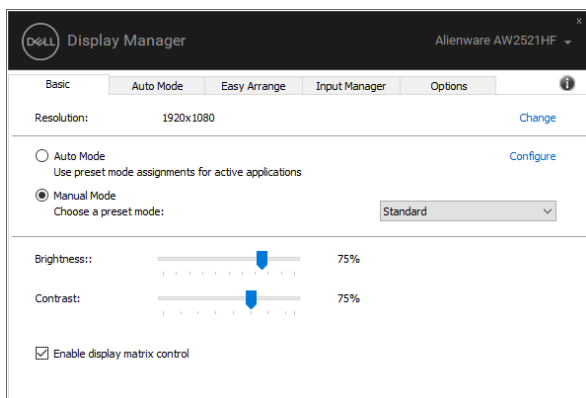 x
DELL Display Manager Alienware AW2521HF
Basic Auto Mode Easy Arrange Input Manager Options i
Resolution: 1920x1080 Change
Auto Mode Configure
Use preset mode assignments for active applications
Manual Mode
Choose a preset mode: Standard
Brightness:: 75%
Contrast: 75%
Enable display matrix control